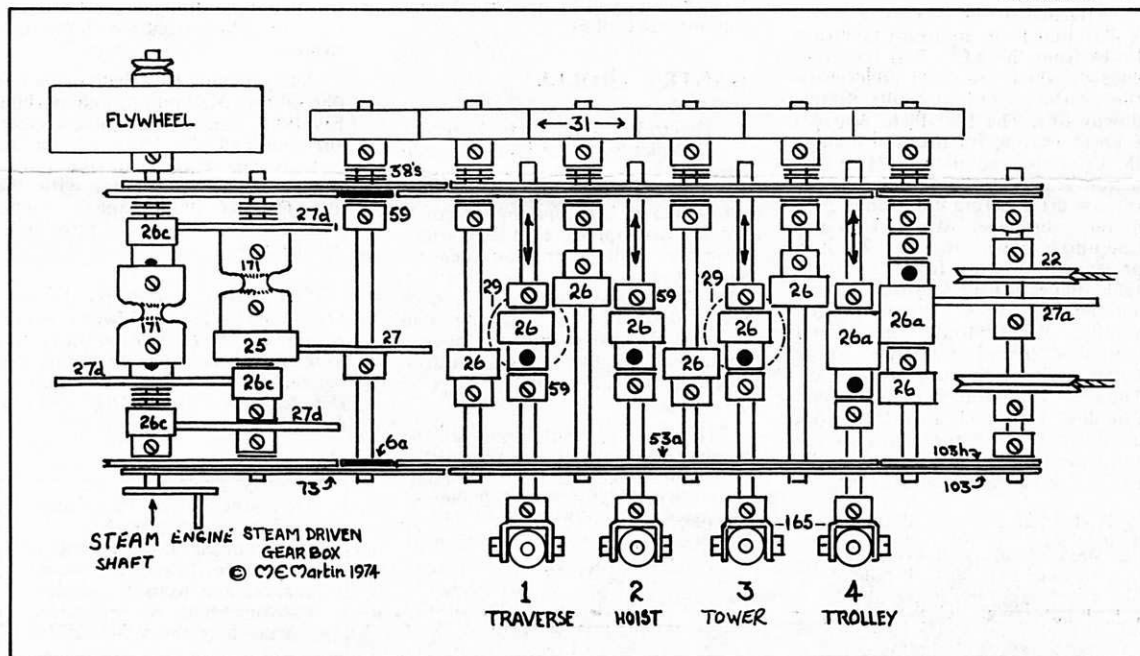 FLYWHEEL
31
38's
27d
59
26c
171
171
29
26
59
26
29
26
26
22
27a
26a
26a
25
27
26
26
59
26
26
27d
26c
26c
27d
6a
53a
103h
73
103
165
STEAM ENGINE
SHAFT
STEAM DRIVEN
GEAR BOX
© MEMartin 1974
1
TRAVERSE
2
HOIST
3
TOWER
4
TROLLEY